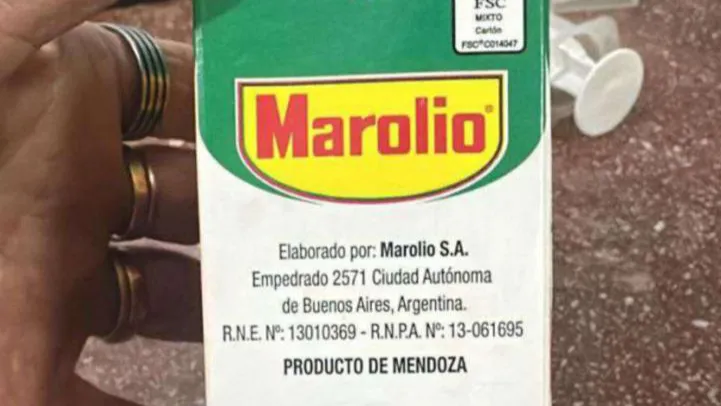 FSC
MIXTO
Cartón
FSC®C014047
Marolio®
Elaborado por: Marolio S.A.
Empedrado 2571 Ciudad Autónoma
de Buenos Aires, Argentina.
R.N.E. Nº: 13010369 - R.N.P.A. Nº: 13-061695
PRODUCTO DE MENDOZA